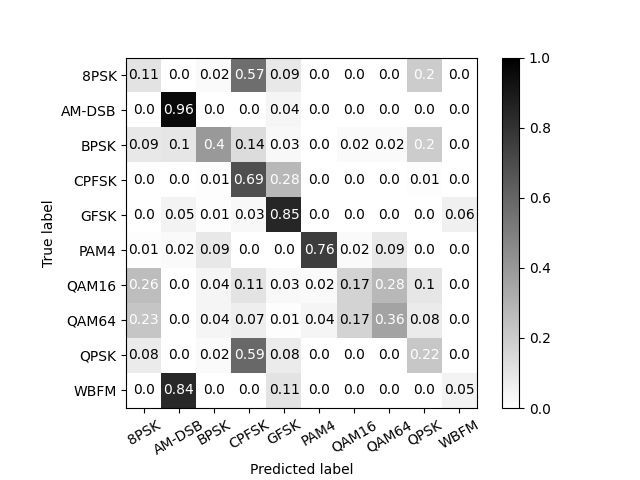 8PSK 0.11 0.0 0.02 0.57 0.09 0.0 0.0 0.0 0.2 0.0
AM-DSB 0.0 0.96 0.0 0.0 0.04 0.0 0.0 0.0 0.0 0.0
BPSK 0.09 0.1 0.4 0.14 0.03 0.0 0.02 0.02 0.2 0.0
CPFSK 0.0 0.0 0.01 0.69 0.28 0.0 0.0 0.0 0.01 0.0
GFSK 0.0 0.05 0.01 0.03 0.85 0.0 0.0 0.0 0.0 0.06
PAM4 0.01 0.02 0.09 0.0 0.0 0.76 0.02 0.09 0.0 0.0
QAM16 0.26 0.0 0.04 0.11 0.03 0.02 0.17 0.28 0.1 0.0
QAM64 0.23 0.0 0.04 0.07 0.01 0.04 0.17 0.36 0.08 0.0
QPSK 0.08 0.0 0.02 0.59 0.08 0.0 0.0 0.0 0.22 0.0
WBFM 0.0 0.84 0.0 0.0 0.11 0.0 0.0 0.0 0.0 0.05
8PSK AM-DSB BPSK CPFSK GFSK PAM4 QAM16 QAM64 QPSK WBFM
Predicted label
True label
1.0
0.8
0.6
0.4
0.2
0.0